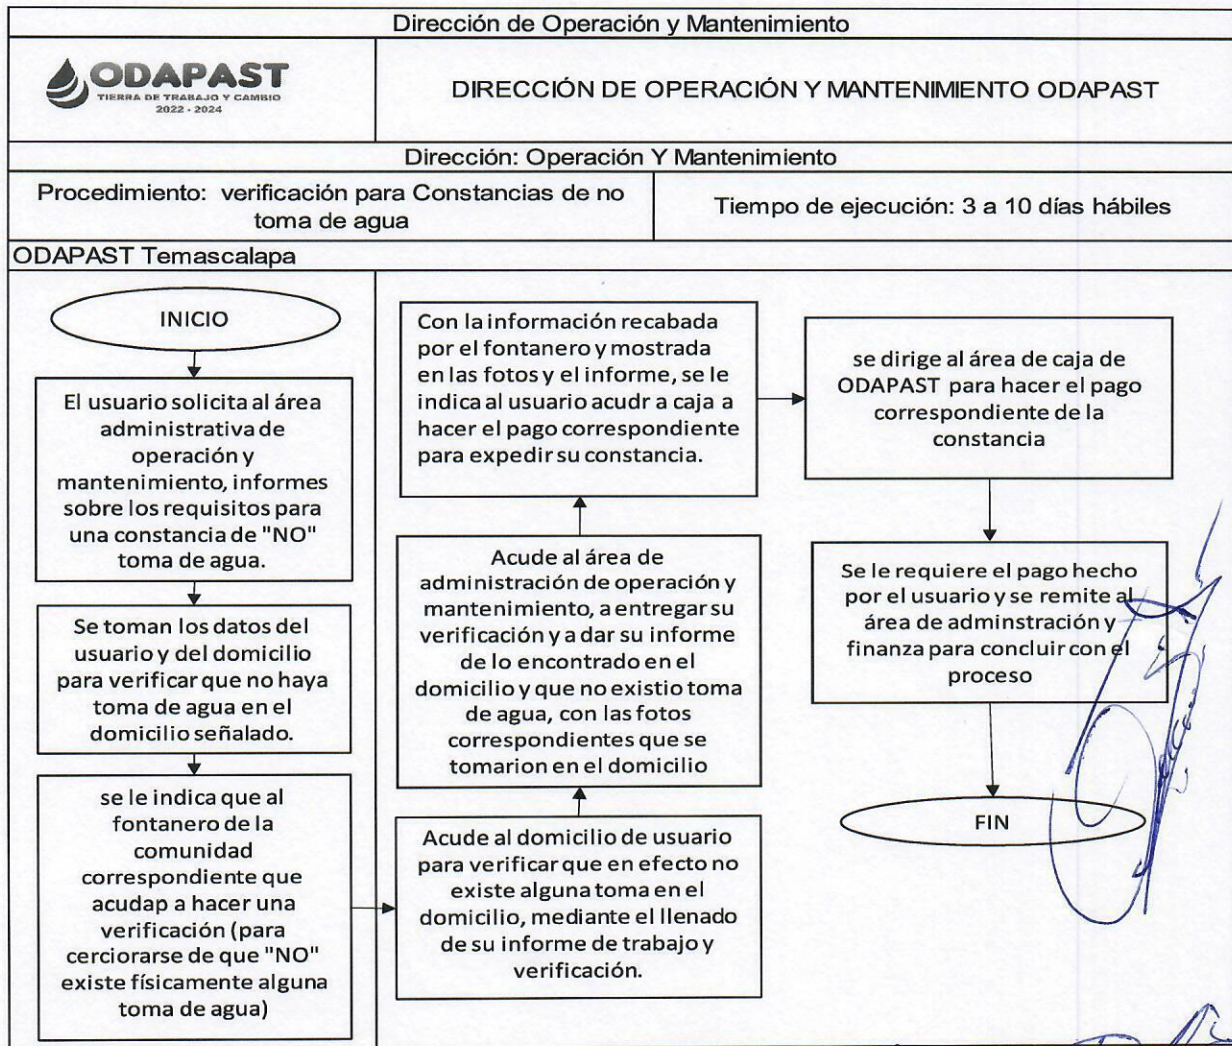 Dirección de Operación y Mantenimiento
ODAPAST
TIERRA DE TRABAJO Y CAMBIO
2022 - 2024
DIRECCIÓN DE OPERACIÓN Y MANTENIMIENTO ODAPAST
Dirección: Operación Y Mantenimiento
Procedimiento: verificación para Constancias de no
toma de agua
Tiempo de ejecución: 3 a 10 días hábiles
ODAPAST Temascalapa
INICIO
El usuario solicita al área
administrativa de
operación y
mantenimiento, informes
sobre los requisitos para
una constancia de "NO"
toma de agua.
Se toman los datos del
usuario y del domicilio
para verificar que no haya
toma de agua en el
domicilio señalado.
se le indica que al
fontanero de la
comunidad
correspondiente que
acudap a hacer una
verificación (para
cerciorarse de que "NO"
existe físicamente alguna
toma de agua)
Acude al domicilio de usuario
para verificar que en efecto no
existe alguna toma en el
domicilio, mediante el llenado
de su informe de trabajo y
verificación.
Acude al área de
administración de operación y
mantenimiento, a entregar su
verificación y a dar su informe
de lo encontrado en el
domicilio y que no existio toma
de agua, con las fotos
correspondientes que se
tomarion en el domicilio
Con la información recabada
por el fontanero y mostrada
en las fotos y el informe, se le
indica al usuario acudr a caja a
hacer el pago correspondiente
para expedir su constancia.
se dirige al área de caja de
ODAPAST para hacer el pago
correspondiente de la
constancia
Se le requiere el pago hecho
por el usuario y se remite al
área de adminstración y
finanza para concluir con el
proceso
FIN